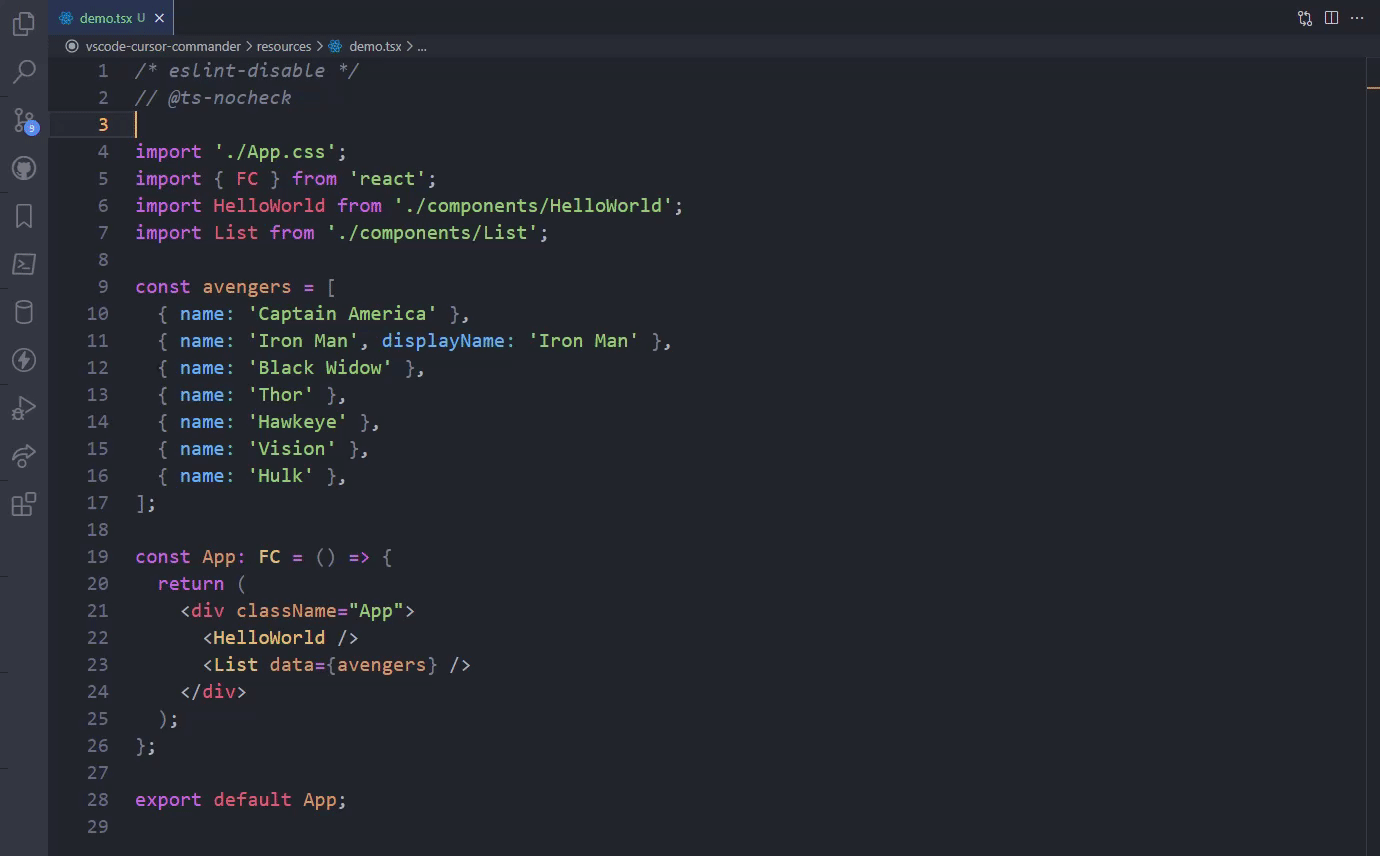 demo.tsx U
vscode-cursor-commander > resources > demo.tsx > ...
1 /* eslint-disable */
2 // @ts-nocheck
3
4 import './App.css';
5 import { FC } from 'react';
6 import HelloWorld from './components/HelloWorld';
7 import List from './components/List';
8
9 const avengers = [
10   { name: 'Captain America' },
11   { name: 'Iron Man', displayName: 'Iron Man' },
12   { name: 'Black Widow' },
13   { name: 'Thor' },
14   { name: 'Hawkeye' },
15   { name: 'Vision' },
16   { name: 'Hulk' },
17 ];
18
19 const App: FC = () => {
20   return (
21     <div className="App">
22       <HelloWorld />
23       <List data={avengers} />
24     </div>
25   );
26 };
27
28 export default App;
29
9